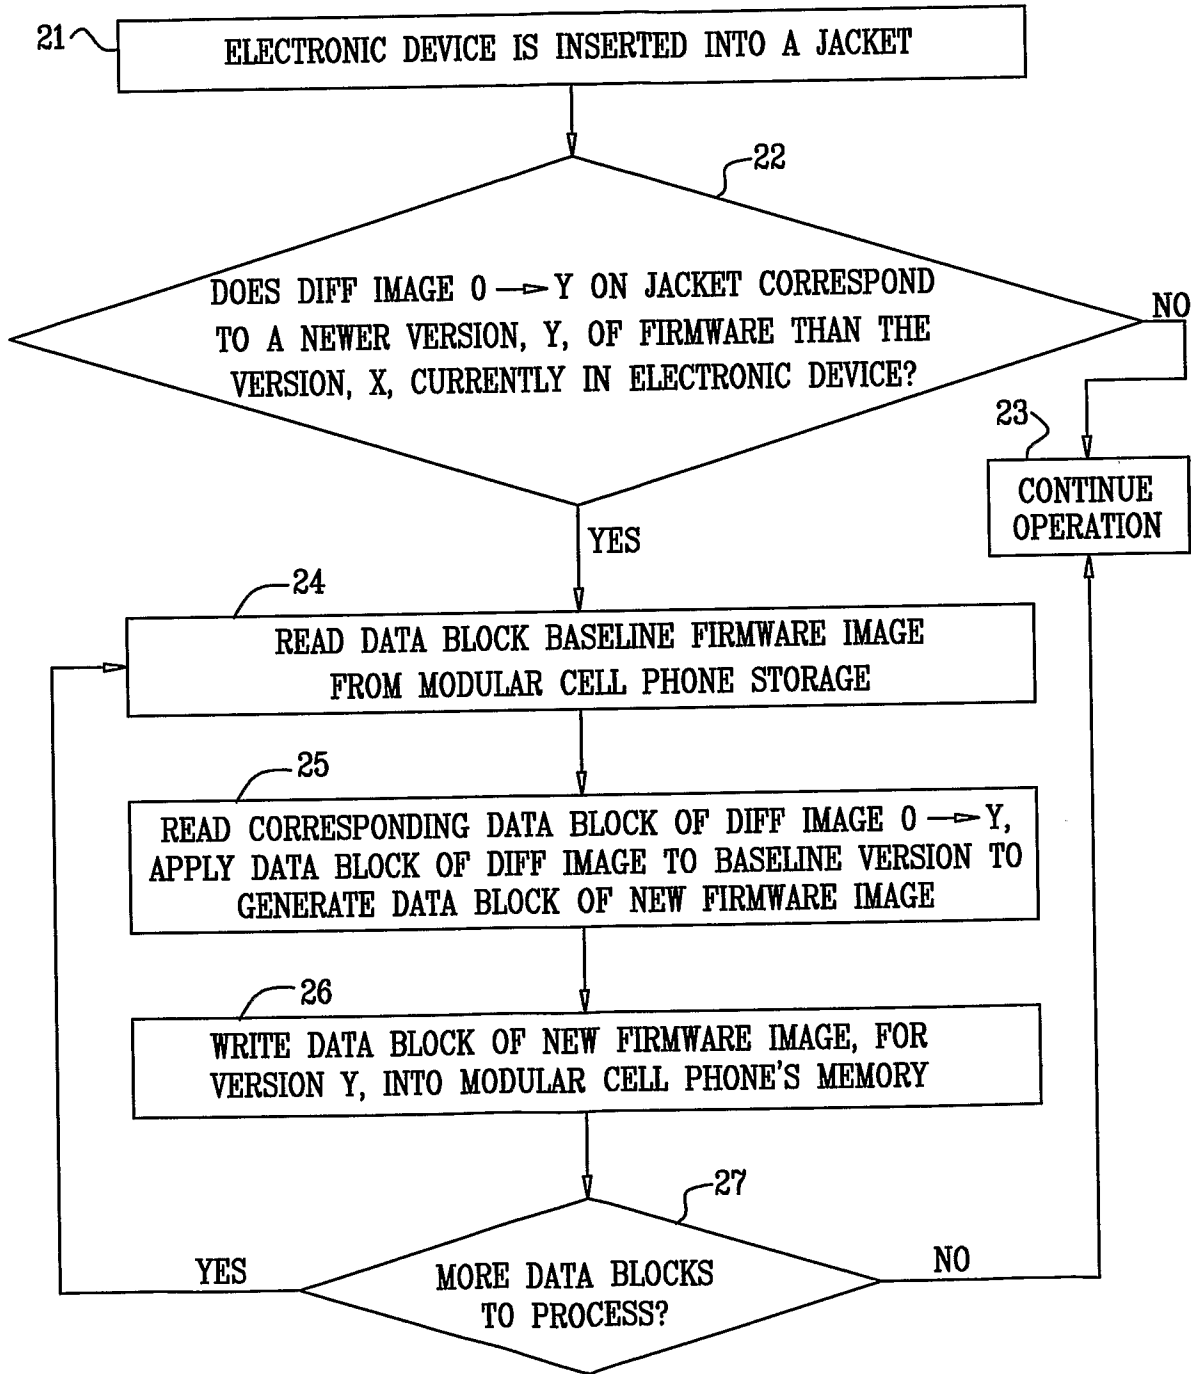 21
ELECTRONIC DEVICE IS INSERTED INTO A JACKET
22
DOES DIFF IMAGE 0 → Y ON JACKET CORRESPOND
TO A NEWER VERSION, Y, OF FIRMWARE THAN THE
VERSION, X, CURRENTLY IN ELECTRONIC DEVICE?
NO
23
CONTINUE
OPERATION
YES
24
READ DATA BLOCK BASELINE FIRMWARE IMAGE
FROM MODULAR CELL PHONE STORAGE
25
READ CORRESPONDING DATA BLOCK OF DIFF IMAGE 0 → Y,
APPLY DATA BLOCK OF DIFF IMAGE TO BASELINE VERSION TO
GENERATE DATA BLOCK OF NEW FIRMWARE IMAGE
26
WRITE DATA BLOCK OF NEW FIRMWARE IMAGE, FOR
VERSION Y, INTO MODULAR CELL PHONE'S MEMORY
27
YES
MORE DATA BLOCKS
TO PROCESS?
NO